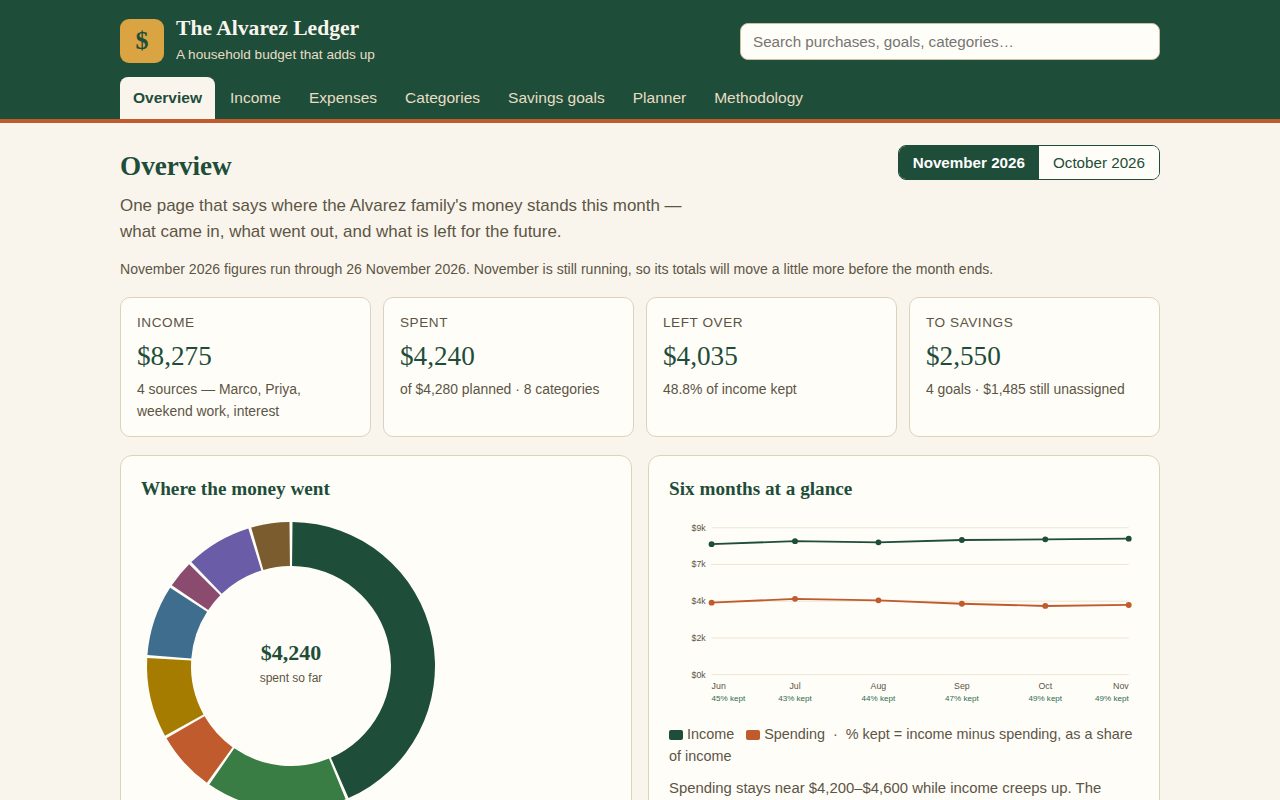 $
The Alvarez Ledger
A household budget that adds up
Search purchases, goals, categories…
Overview
Income
Expenses
Categories
Savings goals
Planner
Methodology
Overview
November 2026
October 2026
One page that says where the Alvarez family's money stands this month —
what came in, what went out, and what is left for the future.
November 2026 figures run through 26 November 2026. November is still running, so its totals will move a little more before the month ends.
INCOME
$8,275
4 sources — Marco, Priya,
weekend work, interest
SPENT
$4,240
of $4,280 planned · 8 categories
LEFT OVER
$4,035
48.8% of income kept
TO SAVINGS
$2,550
4 goals · $1,485 still unassigned
Where the money went
$4,240
spent so far
Six months at a glance
$9k
$7k
$4k
$2k
$0k
Jun
Jul
Aug
Sep
Oct
Nov
45% kept
43% kept
44% kept
47% kept
49% kept
49% kept
Income
Spending
· % kept = income minus spending, as a share
of income
Spending stays near $4,200–$4,600 while income creeps up. The